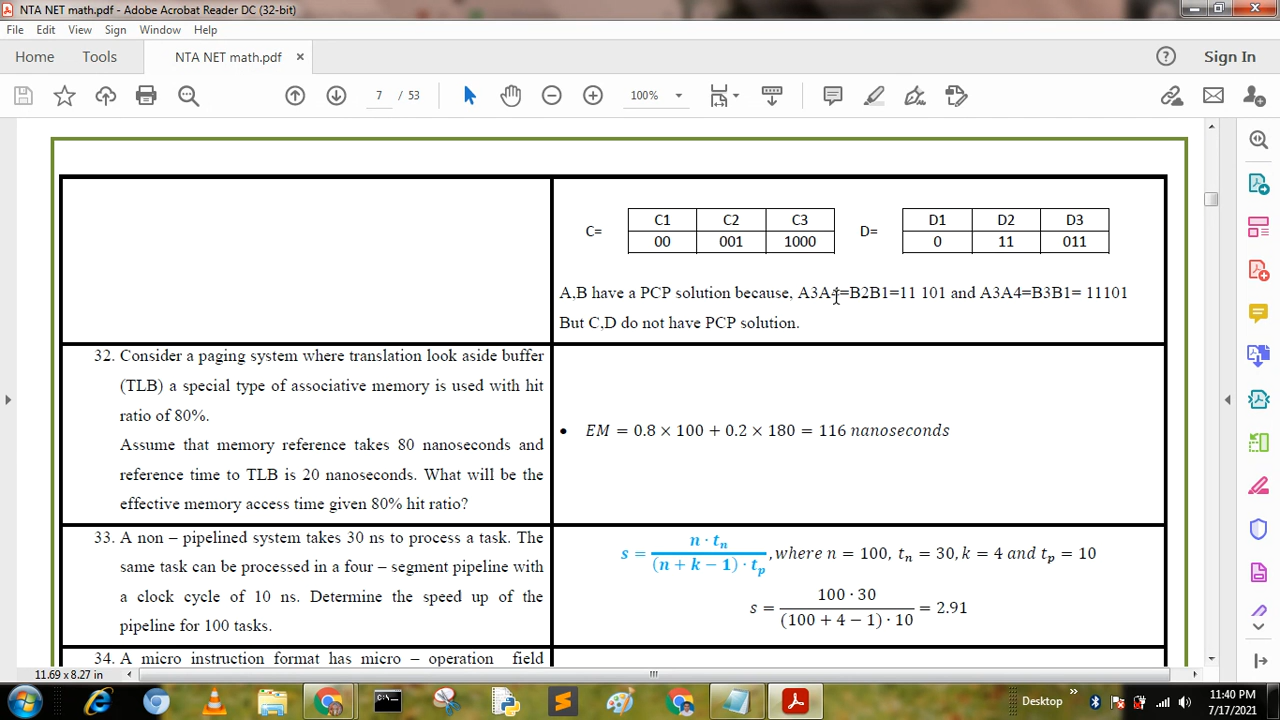 NTA NET math.pdf - Adobe Acrobat Reader DC (32-bit)
File Edit View Sign Window Help
Home Tools NTA NET math.pdf × Sign In
7 / 53 100%
C= C1 C2 C3 D= D1 D2 D3
00 001 1000 0 11 011
A,B have a PCP solution because, A3A4=B2B1=11 101 and A3A4=B3B1= 11101
But C,D do not have PCP solution.
32. Consider a paging system where translation look aside buffer
(TLB) a special type of associative memory is used with hit
ratio of 80%.
Assume that memory reference takes 80 nanoseconds and
reference time to TLB is 20 nanoseconds. What will be the
effective memory access time given 80% hit ratio?
• EM = 0.8 × 100 + 0.2 × 180 = 116 nanoseconds
33. A non – pipelined system takes 30 ns to process a task. The
same task can be processed in a four – segment pipeline with
a clock cycle of 10 ns. Determine the speed up of the
pipeline for 100 tasks.
s = n · tₙ / (n + k − 1) · tₚ , where n = 100, tₙ = 30, k = 4 and tₚ = 10
s = 100 · 30 / (100 + 4 − 1) · 10 = 2.91
34. A micro instruction format has micro – operation field
11.69 x 8.27 in
Desktop 11:40 PM
7/17/2021